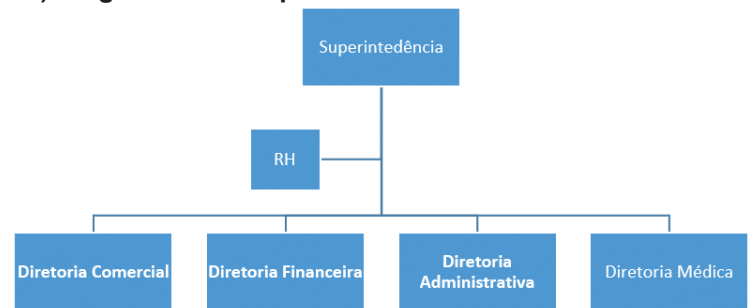 Superintedência
RH
Diretoria Comercial
Diretoria Financeira
Diretoria
Administrativa
Diretoria Médica